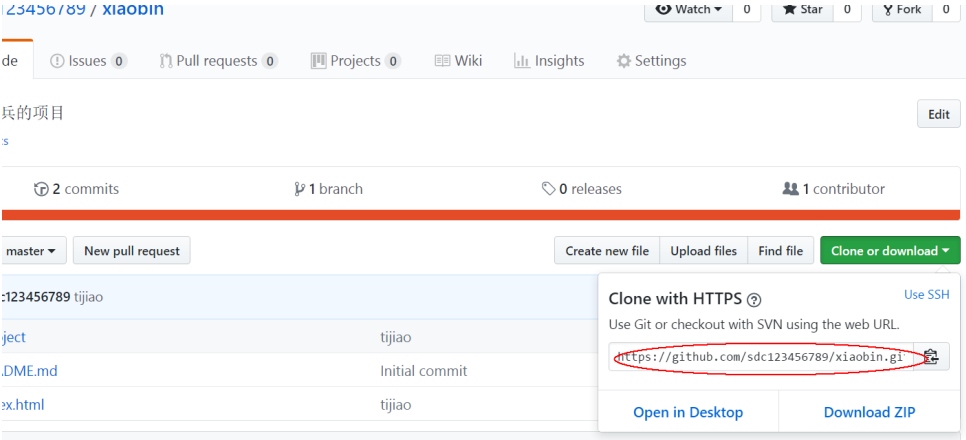 123456789 / xiaobin
Watch 0 Star 0 Fork 0
de Issues 0 Pull requests 0 Projects 0 Wiki Insights Settings
兵的项目
Edit
:s
2 commits 1 branch 0 releases 1 contributor
master New pull request Create new file Upload files Find file Clone or download
c123456789 tijiao
Clone with HTTPS Use SSH
Use Git or checkout with SVN using the web URL.
https://github.com/sdc123456789/xiaobin.gi
ject tijiao
DME.md Initial commit
ex.html tijiao
Open in Desktop Download ZIP